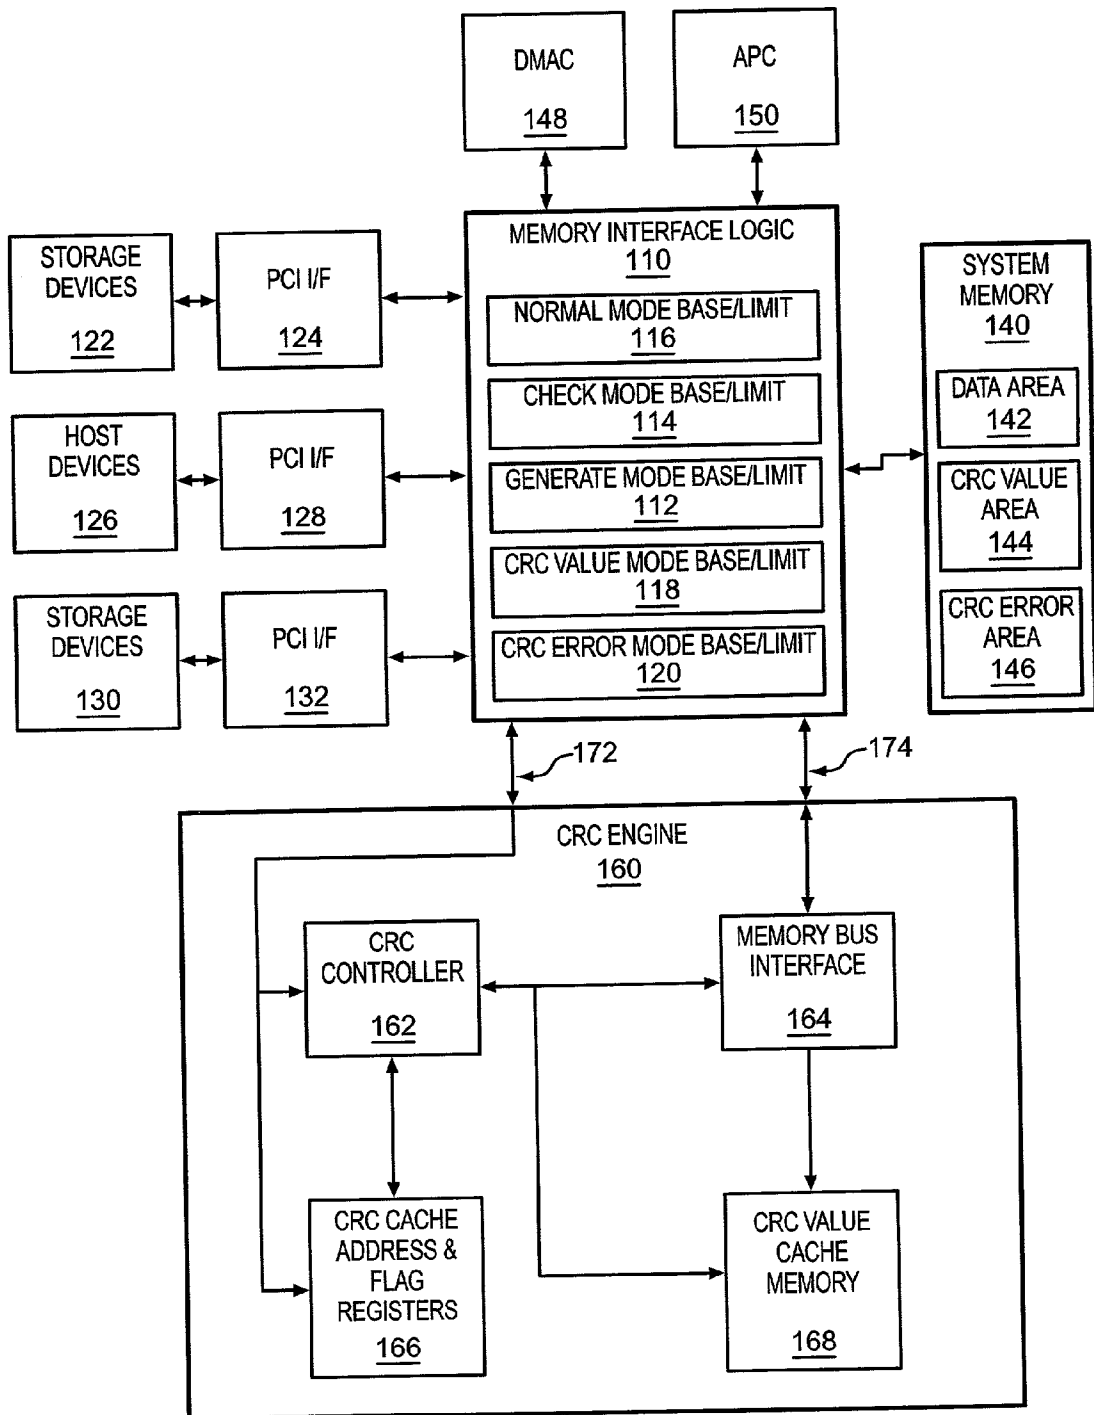 DMAC
148
APC
150
MEMORY INTERFACE LOGIC
110
NORMAL MODE BASE/LIMIT
116
CHECK MODE BASE/LIMIT
114
GENERATE MODE BASE/LIMIT
112
CRC VALUE MODE BASE/LIMIT
118
CRC ERROR MODE BASE/LIMIT
120
STORAGE
DEVICES
122
PCI I/F
124
HOST
DEVICES
126
PCI I/F
128
STORAGE
DEVICES
130
PCI I/F
132
SYSTEM
MEMORY
140
DATA AREA
142
CRC VALUE
AREA
144
CRC ERROR
AREA
146
172
174
CRC ENGINE
160
CRC
CONTROLLER
162
MEMORY BUS
INTERFACE
164
CRC CACHE
ADDRESS &
FLAG
REGISTERS
166
CRC VALUE
CACHE
MEMORY
168